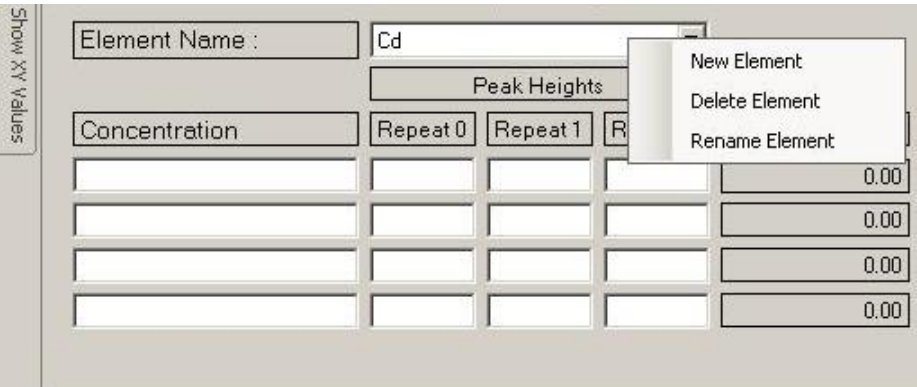 Show XY Values
Element Name :
Cd
New Element
Delete Element
Rename Element
Peak Heights
Concentration
Repeat 0
Repeat 1
R
0.00
0.00
0.00
0.00